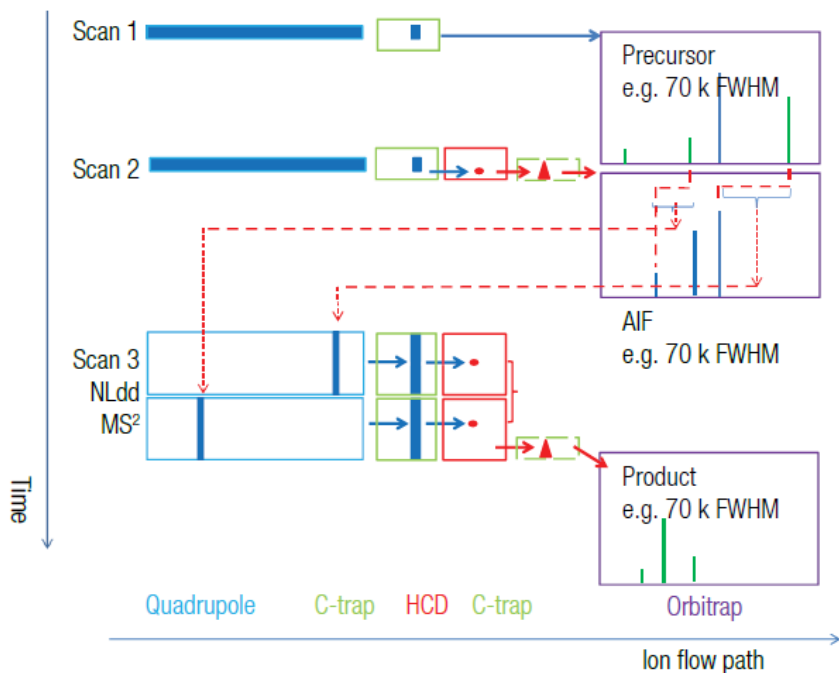 Scan 1
Precursor
e.g. 70 k FWHM
Scan 2
AIF
e.g. 70 k FWHM
Scan 3
NLdd
MS²
Product
e.g. 70 k FWHM
Time
Quadrupole
C-trap
HCD
C-trap
Orbitrap
Ion flow path